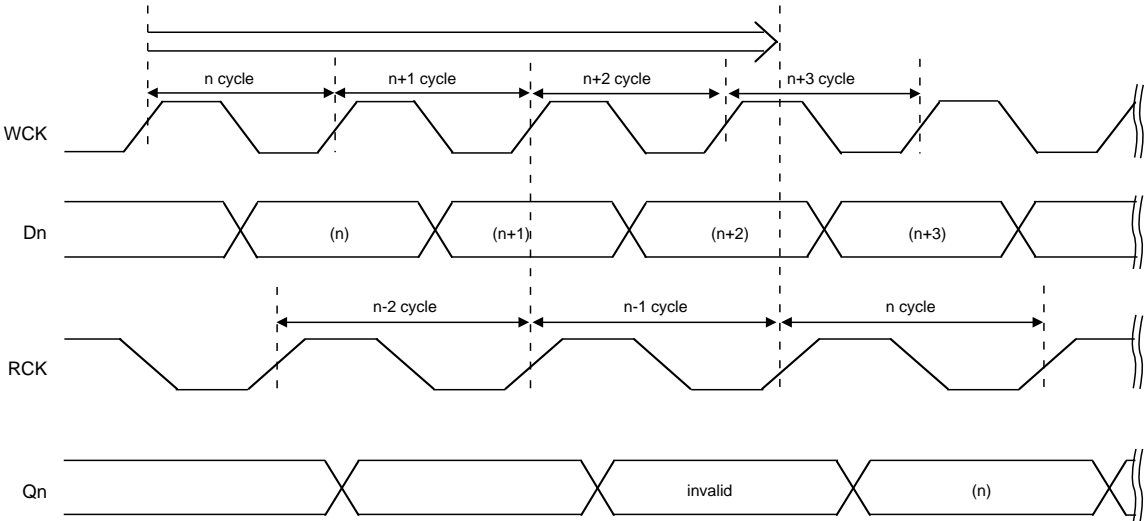 n cycle
n+1 cycle
n+2 cycle
n+3 cycle
WCK
Dn
(n)
(n+1)
(n+2)
(n+3)
n-2 cycle
n-1 cycle
n cycle
RCK
Qn
invalid
(n)